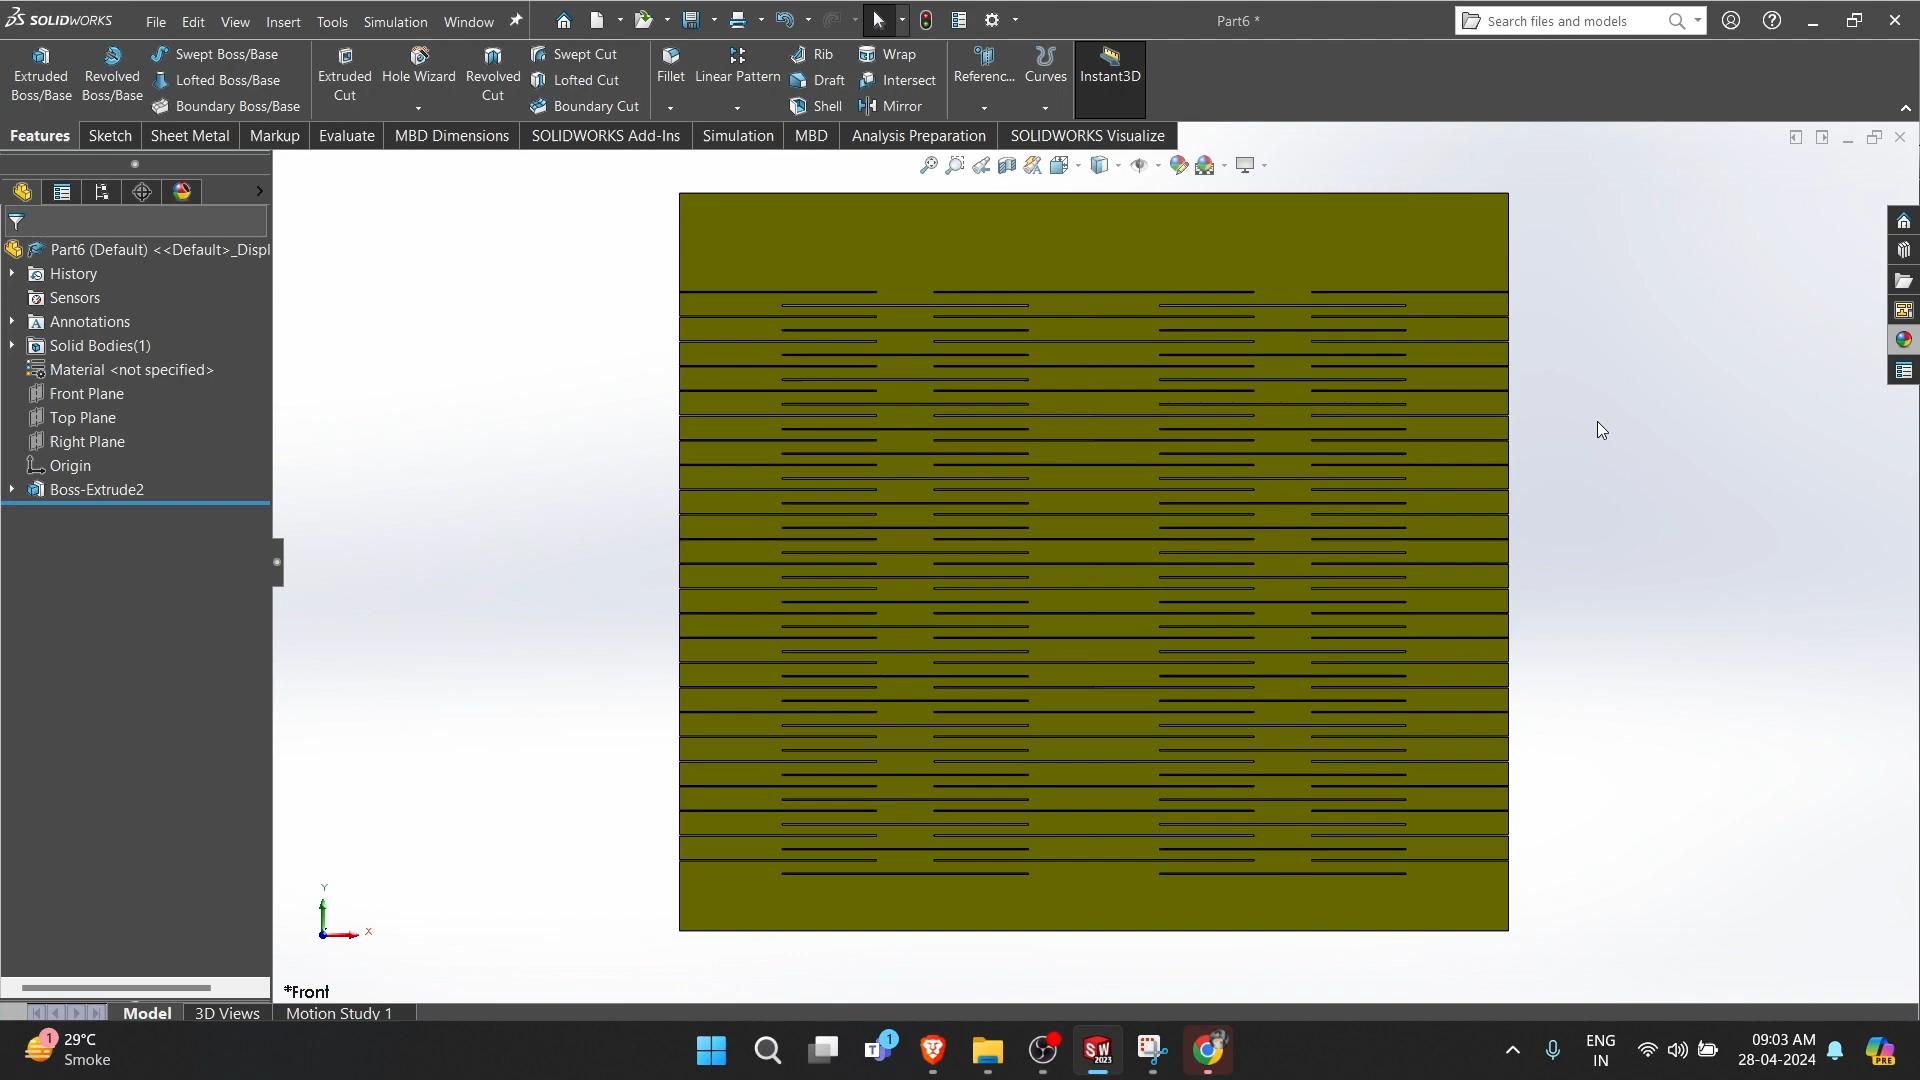 SOLIDWORKS File Edit View Insert Tools Simulation Window Part6 * Search files and models
Extruded Boss/Base
Revolved Boss/Base
Swept Boss/Base
Lofted Boss/Base
Boundary Boss/Base
Extruded Cut
Hole Wizard
Revolved Cut
Swept Cut
Lofted Cut
Boundary Cut
Fillet
Linear Pattern
Rib
Draft
Shell
Wrap
Intersect
Mirror
Referenc...
Curves
Instant3D
Features Sketch Sheet Metal Markup Evaluate MBD Dimensions SOLIDWORKS Add-Ins Simulation MBD Analysis Preparation SOLIDWORKS Visualize
Part6 (Default) <<Default>_Displ
History
Sensors
A Annotations
Solid Bodies(1)
Material <not specified>
Front Plane
Top Plane
Right Plane
Origin
Boss-Extrude2
Y
X
*Front
Model 3D Views Motion Study 1
1
29°C
Smoke
T
1
SW
2023
ENG
IN
09:03 AM
28-04-2024
PRE